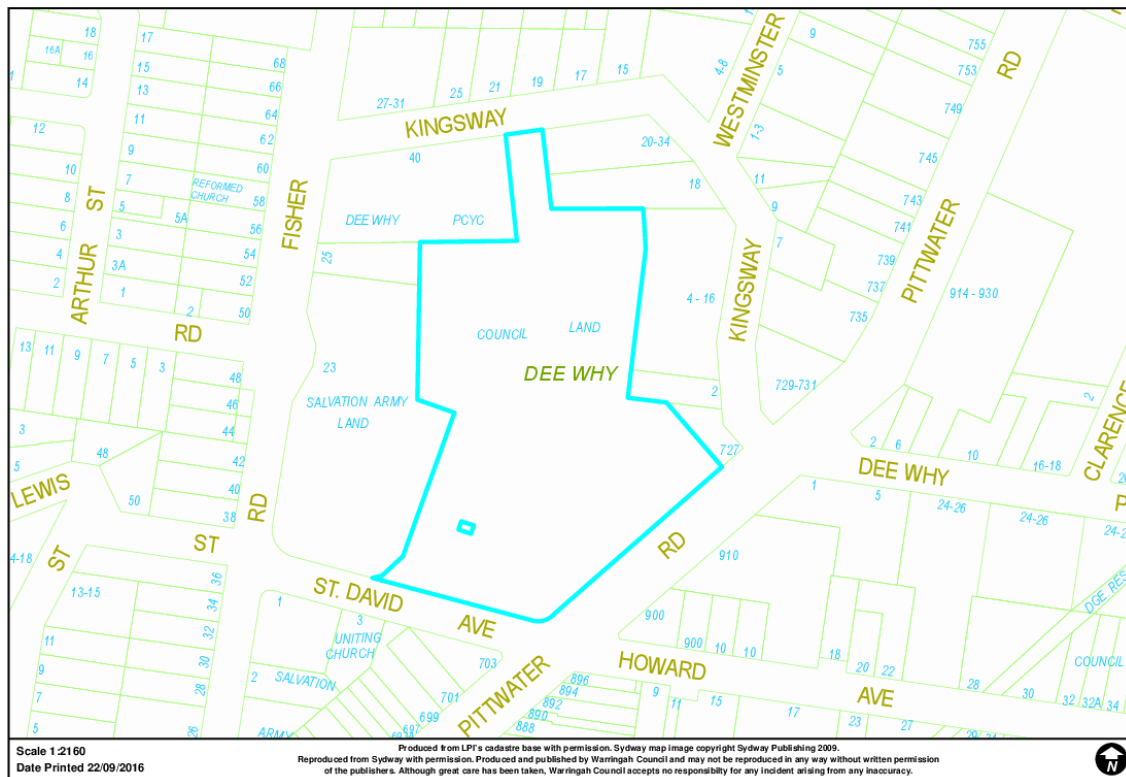 18
17
16A
16
15
14
13
12
11
10
9
8
7
6
5
5A
4
3
3A
2
1
2
68
66
64
62
60
58
56
54
52
50
REFORMED
CHURCH
ARTHUR ST
FISHER
RD
27-31
25
21
19
17
15
KINGSWAY
40
DEE WHY PCYC
25
20-34
18
4-8
WESTMINSTER
9
5
1-3
11
9
7
KINGSWAY
4 - 16
2
727
729-731
755
753
749
745
743
741
739
737
735
RD
PITTWATER
914 - 930
COUNCIL LAND
DEE WHY
23
SALVATION ARMY
LAND
13
11
9
7
5
3
48
46
44
42
40
38
3
5
48
50
LEWIS
ST
ST
RD
4-18
13-15
11
9
7
5
36
34
32
30
28
26
ST. DAVID
AVE
1
3
UNITING
CHURCH
2
SALVATION
ARMY
703
701
699
697
PITTWATER
RD
896
894
892
890
888
900
900
10
10
910
18
20
22
HOWARD
AVE
9
11
15
17
23
27
28
30
32
32A
34
COUNCIL
DEE WHY
2
6
10
16-18
2
CLARENCE
1
5
24-26
24-26
DGE RES
Scale 1:2160
Date Printed 22/09/2016
Produced from LPI's cadastre base with permission. Sydway map image copyright Sydway Publishing 2009.
Reproduced from Sydway with permission. Produced and published by Warringah Council and may not be reproduced in any way without written permission
of the publishers. Although great care has been taken, Warringah Council accepts no responsibilty for any incident arising from any inaccuracy.
N